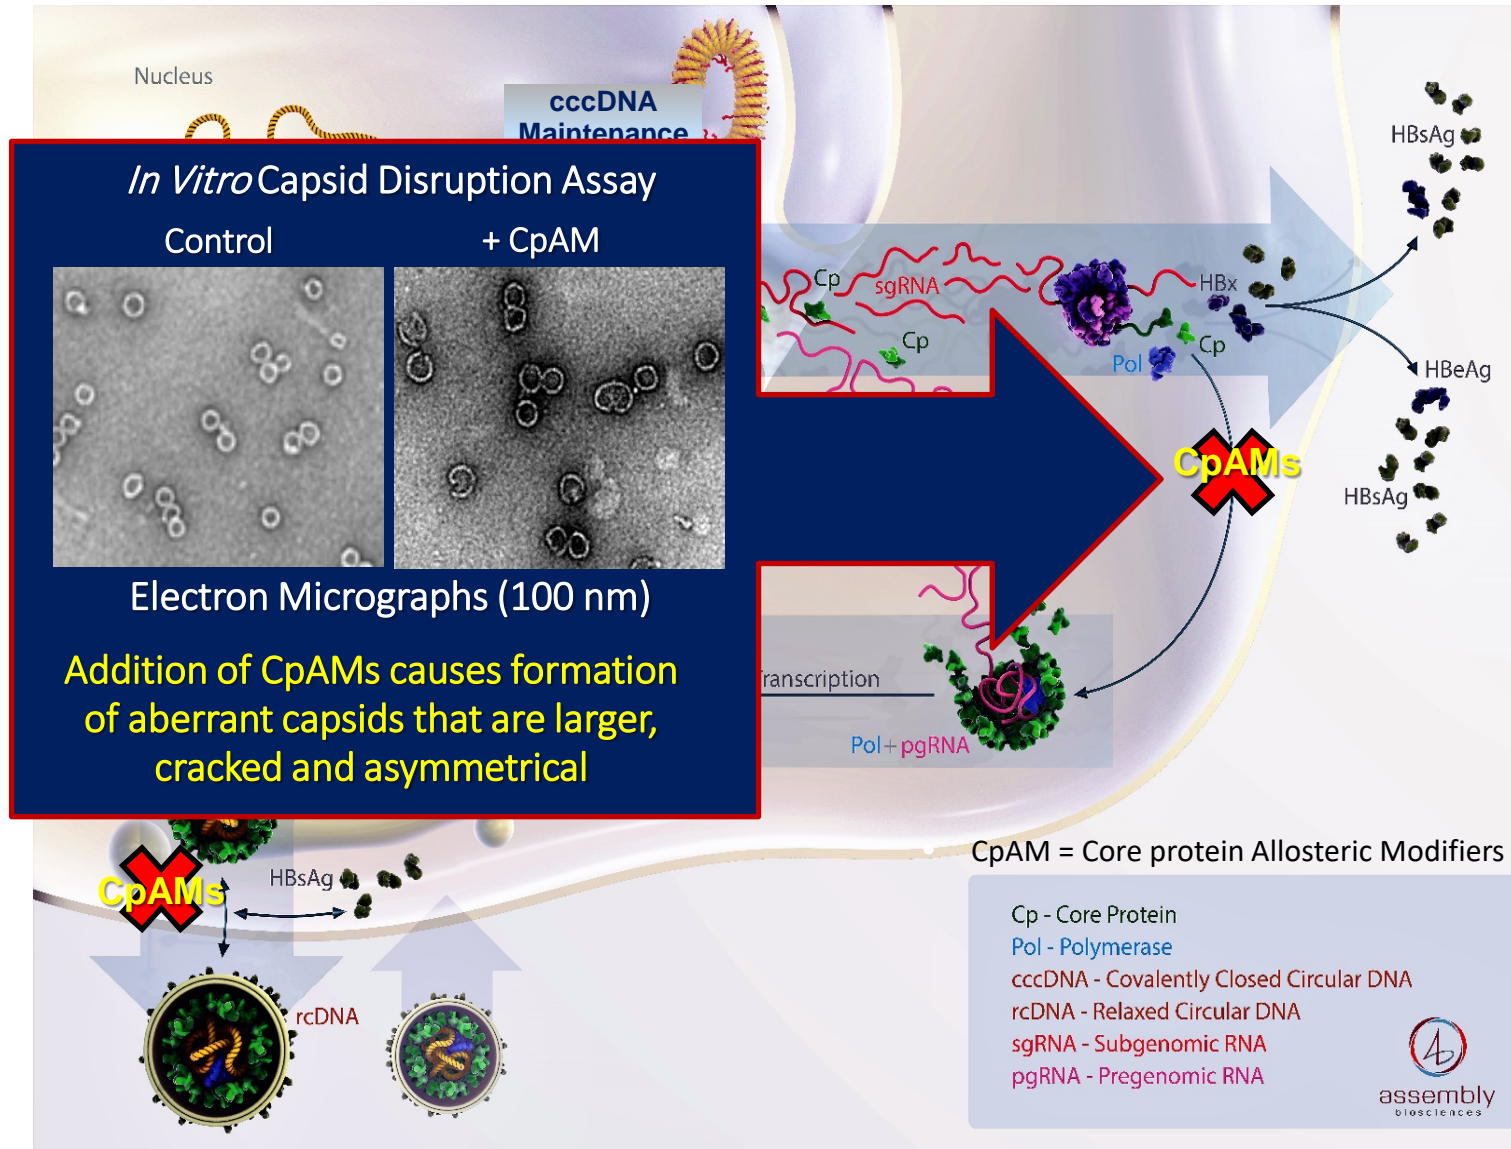 Nucleus
cccDNA
Maintenance
In Vitro Capsid Disruption Assay
Control
+ CpAM
Electron Micrographs (100 nm)
Addition of CpAMs causes formation
of aberrant capsids that are larger,
cracked and asymmetrical
HBsAg
Cp
sgRNA
HBx
Cp
Cp
Pol
HBeAg
CpAMs
HBsAg
Transcription
Pol + pgRNA
CpAMs
HBsAg
rcDNA
CpAM = Core protein Allosteric Modifiers
Cp - Core Protein
Pol - Polymerase
cccDNA - Covalently Closed Circular DNA
rcDNA - Relaxed Circular DNA
sgRNA - Subgenomic RNA
pgRNA - Pregenomic RNA
assembly
biosciences